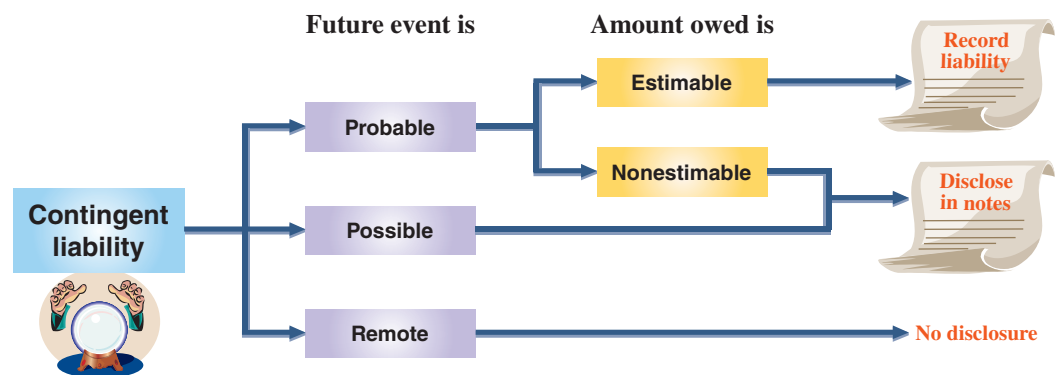 Future event is
Amount owed is
Record
liability
Estimable
Probable
Nonestimable
Disclose
in notes
Contingent
liability
Possible
Remote
No disclosure